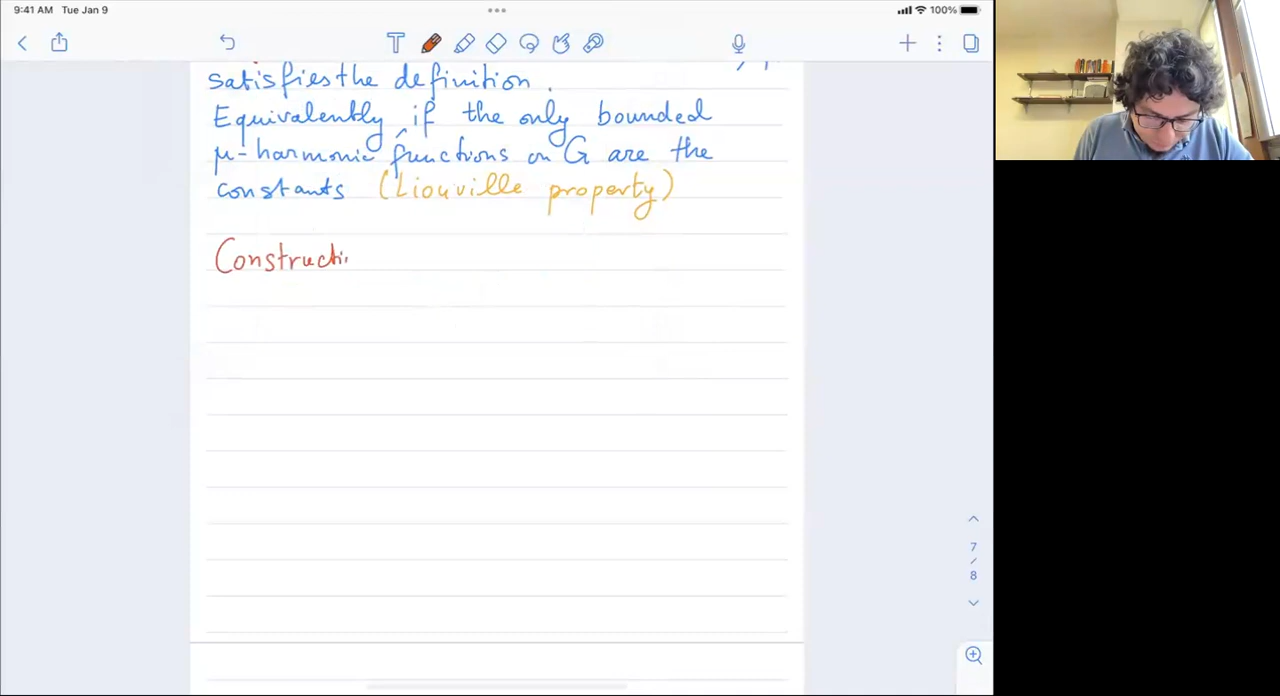 9:41 AM Tue Jan 9
100%
satisfies the definition.
Equivalently if the only bounded
μ-harmonic functions on G are the
constants (Liouville property)
Constructi
7
/
8